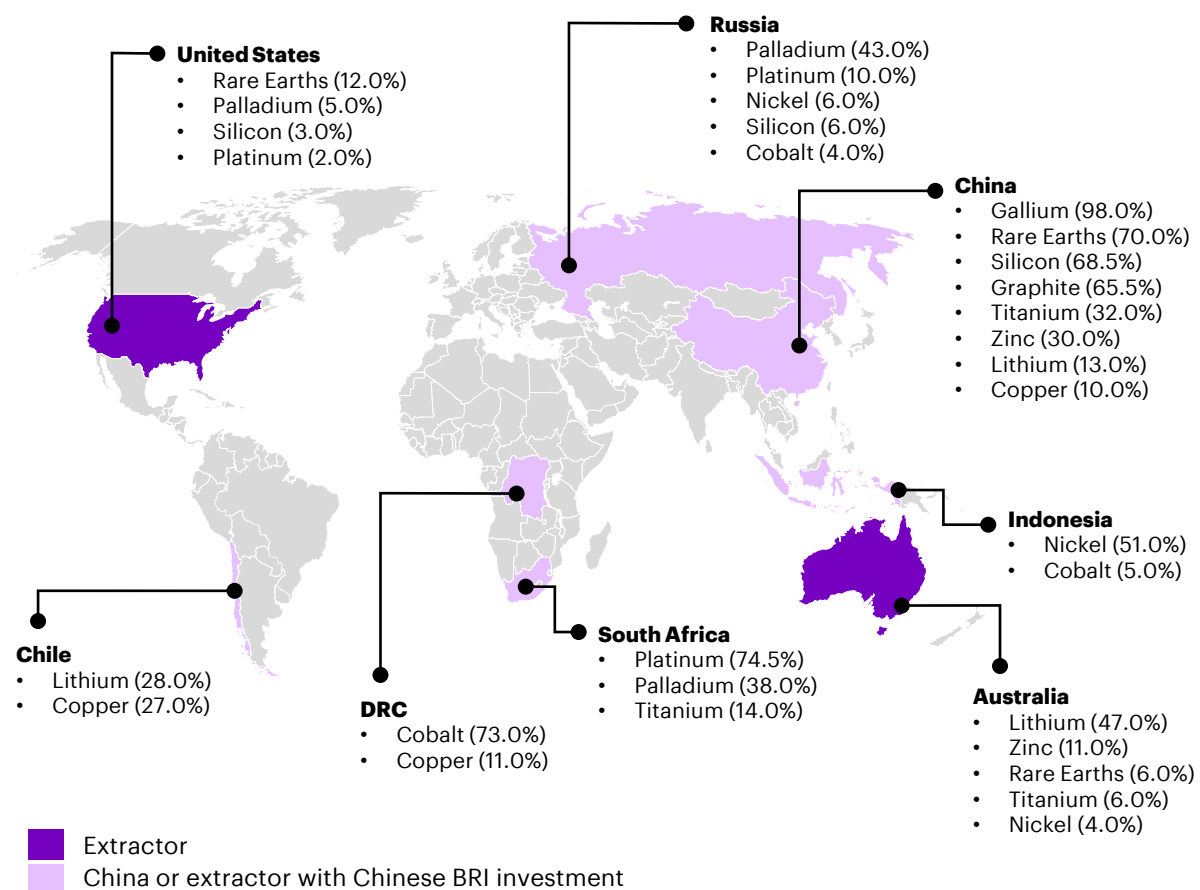 United States
• Rare Earths (12.0%)
• Palladium (5.0%)
• Silicon (3.0%)
• Platinum (2.0%)
Russia
• Palladium (43.0%)
• Platinum (10.0%)
• Nickel (6.0%)
• Silicon (6.0%)
• Cobalt (4.0%)
China
• Gallium (98.0%)
• Rare Earths (70.0%)
• Silicon (68.5%)
• Graphite (65.5%)
• Titanium (32.0%)
• Zinc (30.0%)
• Lithium (13.0%)
• Copper (10.0%)
Indonesia
• Nickel (51.0%)
• Cobalt (5.0%)
Chile
• Lithium (28.0%)
• Copper (27.0%)
DRC
• Cobalt (73.0%)
• Copper (11.0%)
South Africa
• Platinum (74.5%)
• Palladium (38.0%)
• Titanium (14.0%)
Australia
• Lithium (47.0%)
• Zinc (11.0%)
• Rare Earths (6.0%)
• Titanium (6.0%)
• Nickel (4.0%)
Extractor
China or extractor with Chinese BRI investment